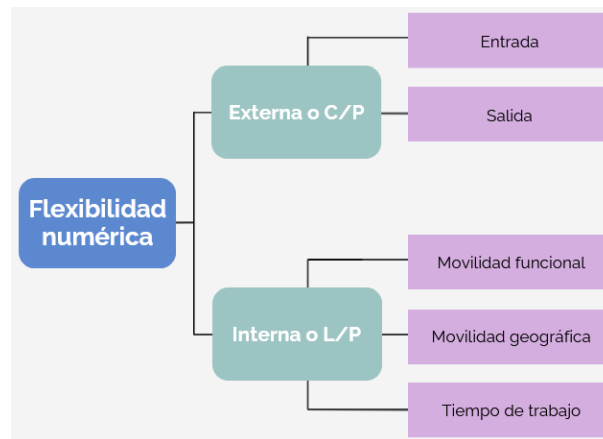 Flexibilidad
numérica
Externa o C/P
Entrada
Salida
Interna o L/P
Movilidad funcional
Movilidad geográfica
Tiempo de trabajo